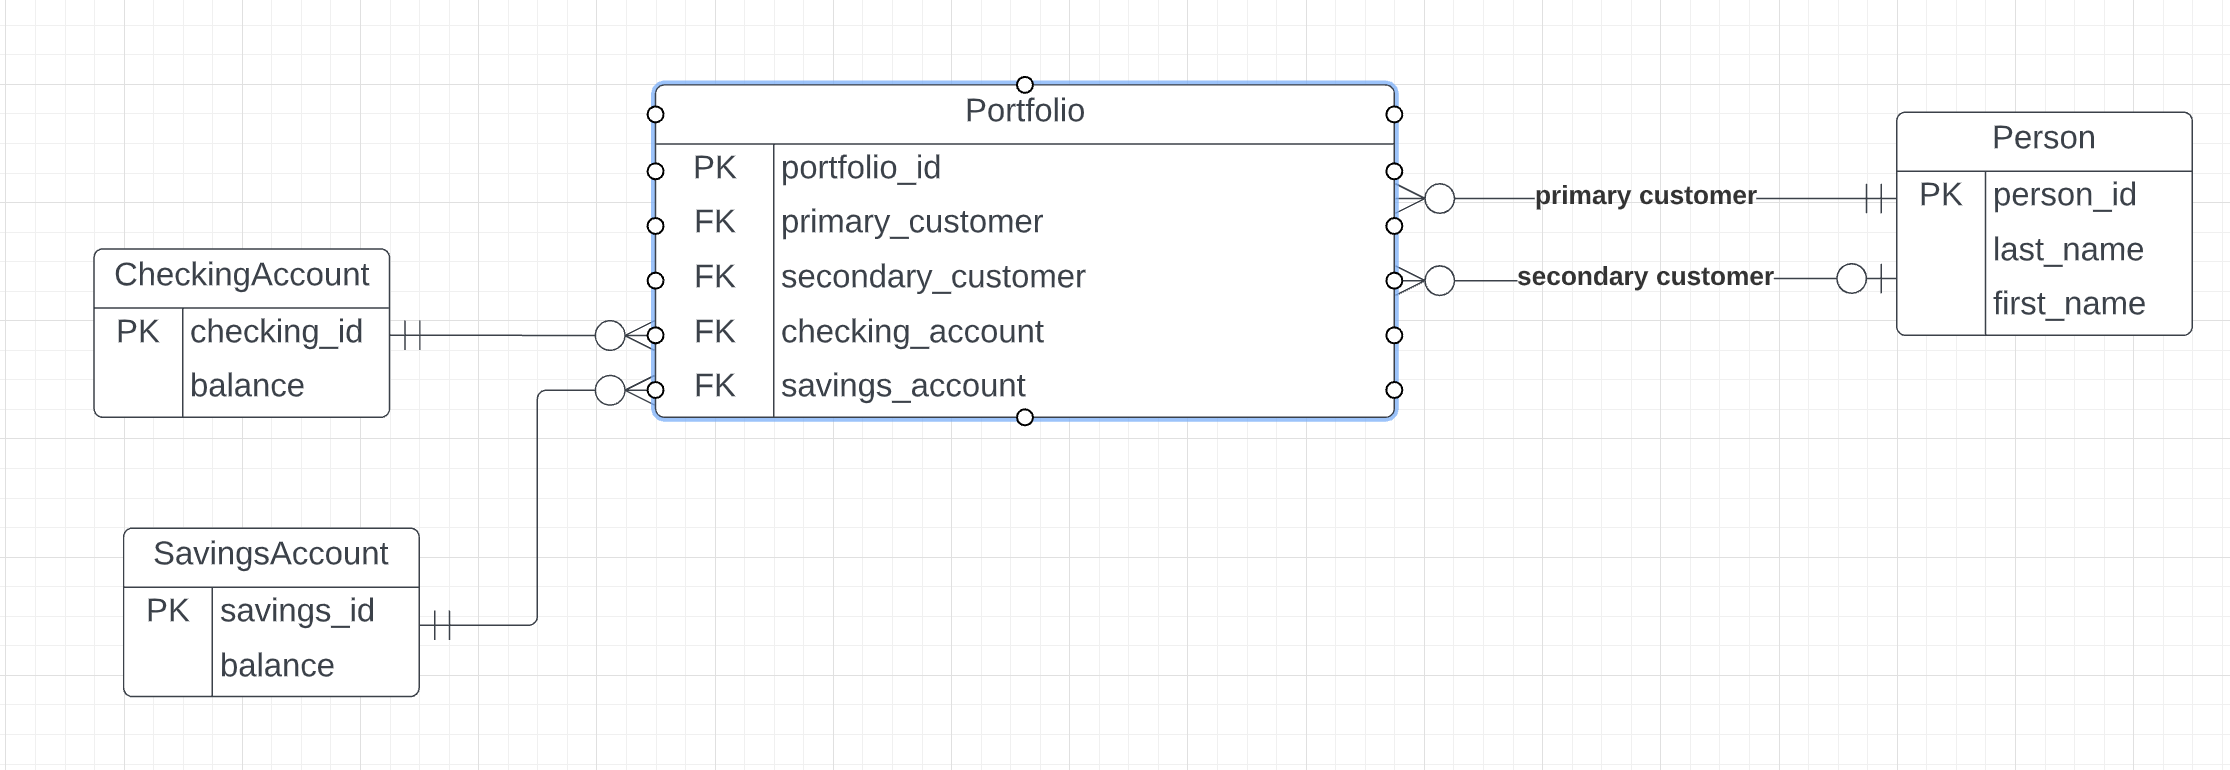 Portfolio
PK portfolio_id
FK primary_customer
FK secondary_customer
FK checking_account
FK savings_account
primary customer
secondary customer
Person
PK person_id
last_name
first_name
CheckingAccount
PK checking_id
balance
SavingsAccount
PK savings_id
balance